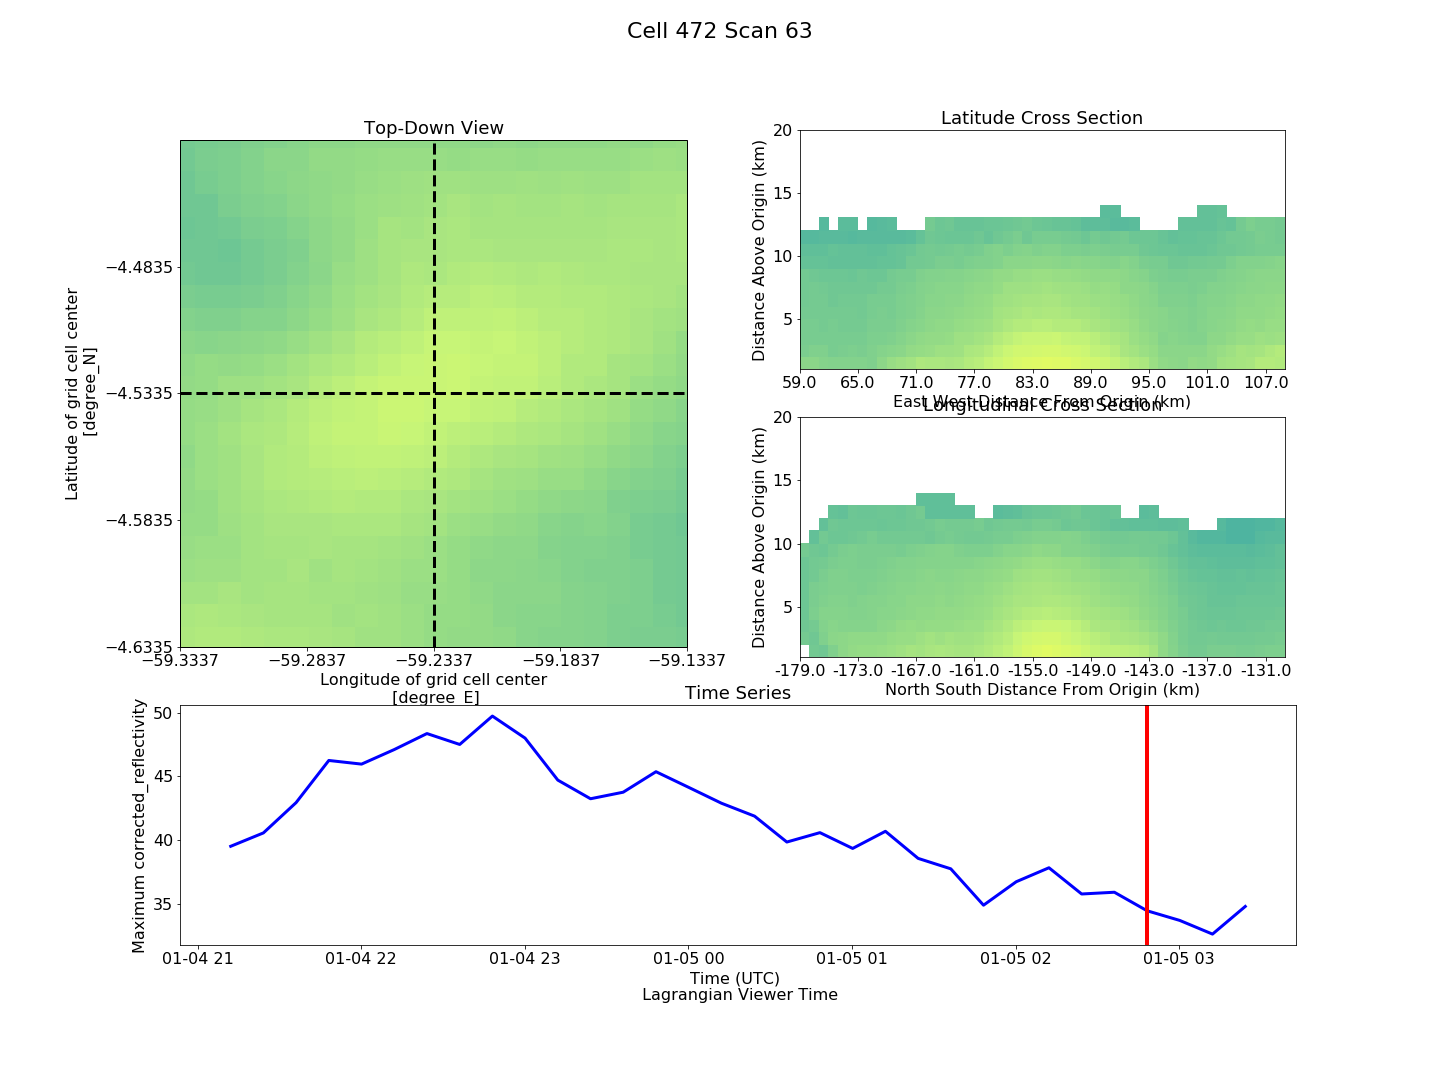 Cell 472 Scan 63
Top-Down View
−4.4835
−4.5335
−4.5835
−4.6335
Latitude of grid cell center
[degree_N]
−59.3337 −59.2837 −59.2337 −59.1837 −59.1337
Longitude of grid cell center
[degree_E]
Latitude Cross Section
20
15
10
5
Distance Above Origin (km)
59.0 65.0 71.0 77.0 83.0 89.0 95.0 101.0 107.0
East West Distance From Origin (km)
Longitudinal Cross Section
20
15
10
5
Distance Above Origin (km)
-179.0 -173.0 -167.0 -161.0 -155.0 -149.0 -143.0 -137.0 -131.0
North South Distance From Origin (km)
Time Series
50
45
40
35
Maximum corrected_reflectivity
01-04 21 01-04 22 01-04 23 01-05 00 01-05 01 01-05 02 01-05 03
Time (UTC)
Lagrangian Viewer Time